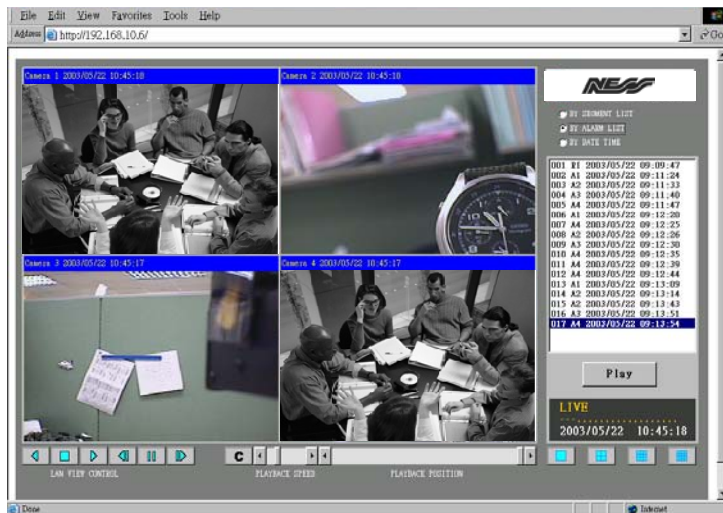 File Edit View Favorites Tools Help
Address http://192.168.10.6/ Go
Camera 1 2003/05/22 10:45:18
Camera 2 2003/05/22 10:45:18
Camera 3 2003/05/22 10:45:17
Camera 4 2003/05/22 10:45:17
LAN VIEW CONTROL
C
PLAYBACK SPEED
PLAYBACK POSITION
NESS
BY SEGMENT LIST
BY ALARM LIST
BY DATE TIME
001 R1 2003/05/22 09:09:47
002 A1 2003/05/22 09:11:24
003 A2 2003/05/22 09:11:33
004 A3 2003/05/22 09:11:40
005 A4 2003/05/22 09:11:47
006 A1 2003/05/22 09:12:20
007 A4 2003/05/22 09:12:25
008 A2 2003/05/22 09:12:26
009 A3 2003/05/22 09:12:30
010 A4 2003/05/22 09:12:35
011 A4 2003/05/22 09:12:39
012 A4 2003/05/22 09:12:44
013 A1 2003/05/22 09:13:09
014 A2 2003/05/22 09:13:14
015 A2 2003/05/22 09:13:43
016 A3 2003/05/22 09:13:51
017 A4 2003/05/22 09:13:54
Play
LIVE
2003/05/22 10:45:18
Done
Internet